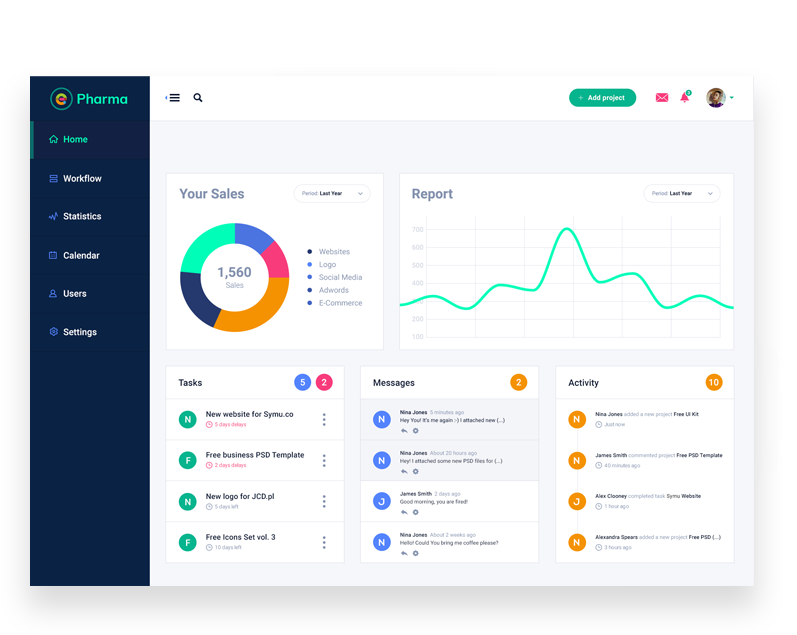 Pharma
+ Add project
3
Home
Workflow
Statistics
Calendar
Users
Settings
Your Sales
Period: Last Year
1,560
Sales
Websites
Logo
Social Media
Adwords
E-Commerce
Report
Period: Last Year
700
600
500
400
300
200
100
Tasks
5
2
N
New website for Symu.co
5 days delays
F
Free business PSD Template
2 days delays
N
New logo for JCD.pl
5 days left
F
Free Icons Set vol. 3
10 days left
Messages
2
N
Nina Jones 5 minutes ago
Hey You! It's me again :-) I attached new (...)
N
Nina Jones About 20 hours ago
Hey! I attached some new PSD files for (...)
J
James Smith 2 days ago
Good morning, you are fired!
N
Nina Jones About 2 weeks ago
Hello! Could You bring me coffee please?
Activity
10
N
Nina Jones added a new project Free UI Kit
Just now
N
James Smith commented project Free PSD Template
40 minutes ago
J
Alex Clooney completed task Symu Website
1 hour ago
N
Alexandra Spears added a new project Free PSD (...)
3 hours ago